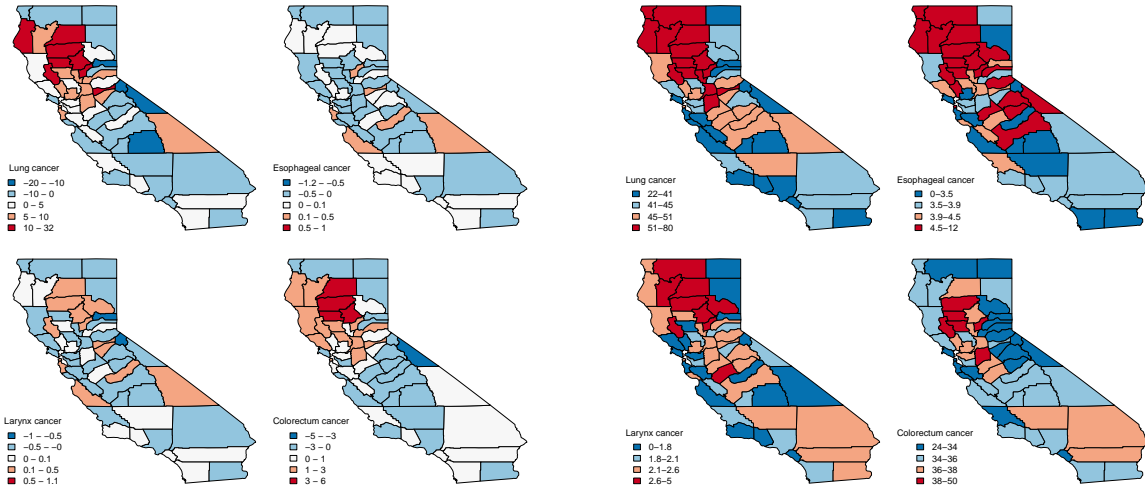 Lung cancer
−20 − −10
−10 − 0
0 − 5
5 − 10
10 − 32
Esophageal cancer
−1.2 − −0.5
−0.5 − 0
0 − 0.1
0.1 − 0.5
0.5 − 1
Lung cancer
22−41
41−45
45−51
51−80
Esophageal cancer
0−3.5
3.5−3.9
3.9−4.5
4.5−12
Larynx cancer
−1 − −0.5
−0.5 − −0
0 − 0.1
0.1 − 0.5
0.5 − 1.1
Colorectum cancer
−5 − −3
−3 − 0
0 − 1
1 − 3
3 − 6
Larynx cancer
0−1.8
1.8−2.1
2.1−2.6
2.6−5
Colorectum cancer
24−34
34−36
36−38
38−50